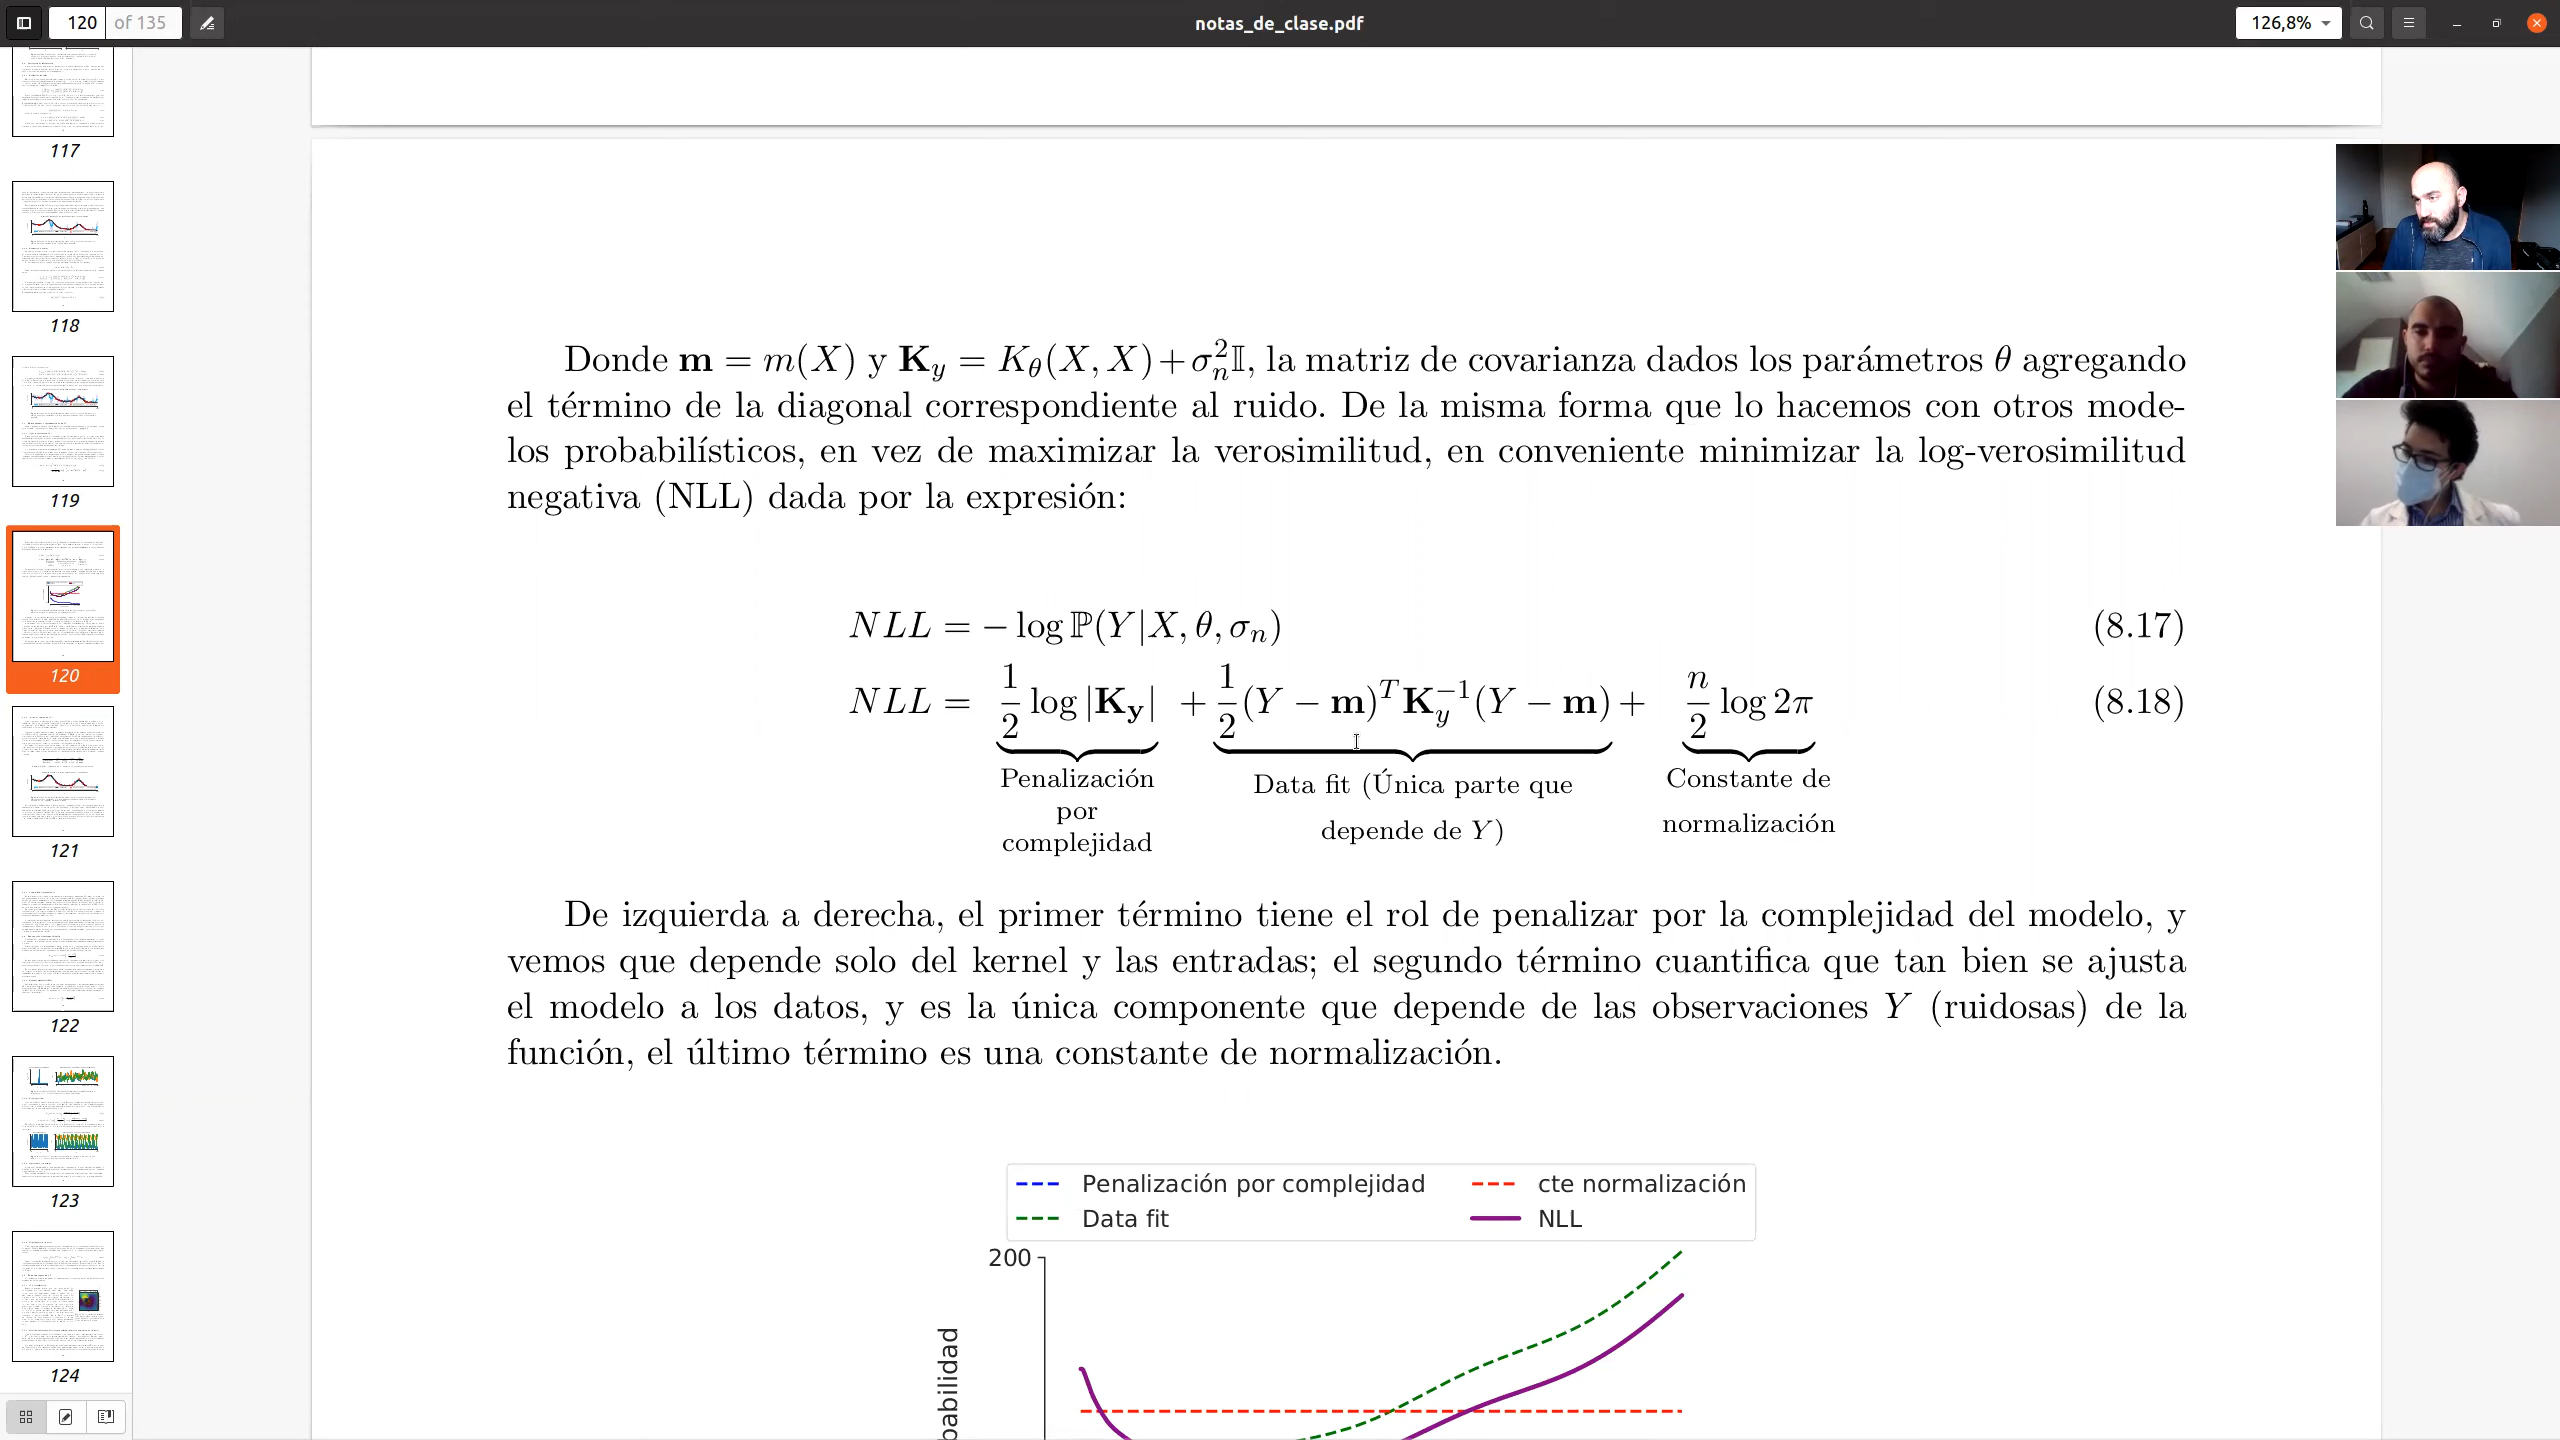 120 of 135
notas_de_clase.pdf
126,8%
117
118
119
120
121
122
123
124
Donde m = m(X) y K_y = K_θ(X, X) + σ_n^2 𝕀, la matriz de covarianza dados los parámetros θ agregando
el término de la diagonal correspondiente al ruido. De la misma forma que lo hacemos con otros mode-
los probabilísticos, en vez de maximizar la verosimilitud, en conveniente minimizar la log-verosimilitud
negativa (NLL) dada por la expresión:
NLL = − log ℙ(Y|X, θ, σ_n) (8.17)
NLL = 1/2 log |K_y| + 1/2 (Y − m)^T K_y^{−1} (Y − m) + n/2 log 2π (8.18)
Penalización
por
complejidad
Data fit (Única parte que
depende de Y)
Constante de
normalización
De izquierda a derecha, el primer término tiene el rol de penalizar por la complejidad del modelo, y
vemos que depende solo del kernel y las entradas; el segundo término cuantifica que tan bien se ajusta
el modelo a los datos, y es la única componente que depende de las observaciones Y (ruidosas) de la
función, el último término es una constante de normalización.
Penalización por complejidad
Data fit
cte normalización
NLL
200
babilidad